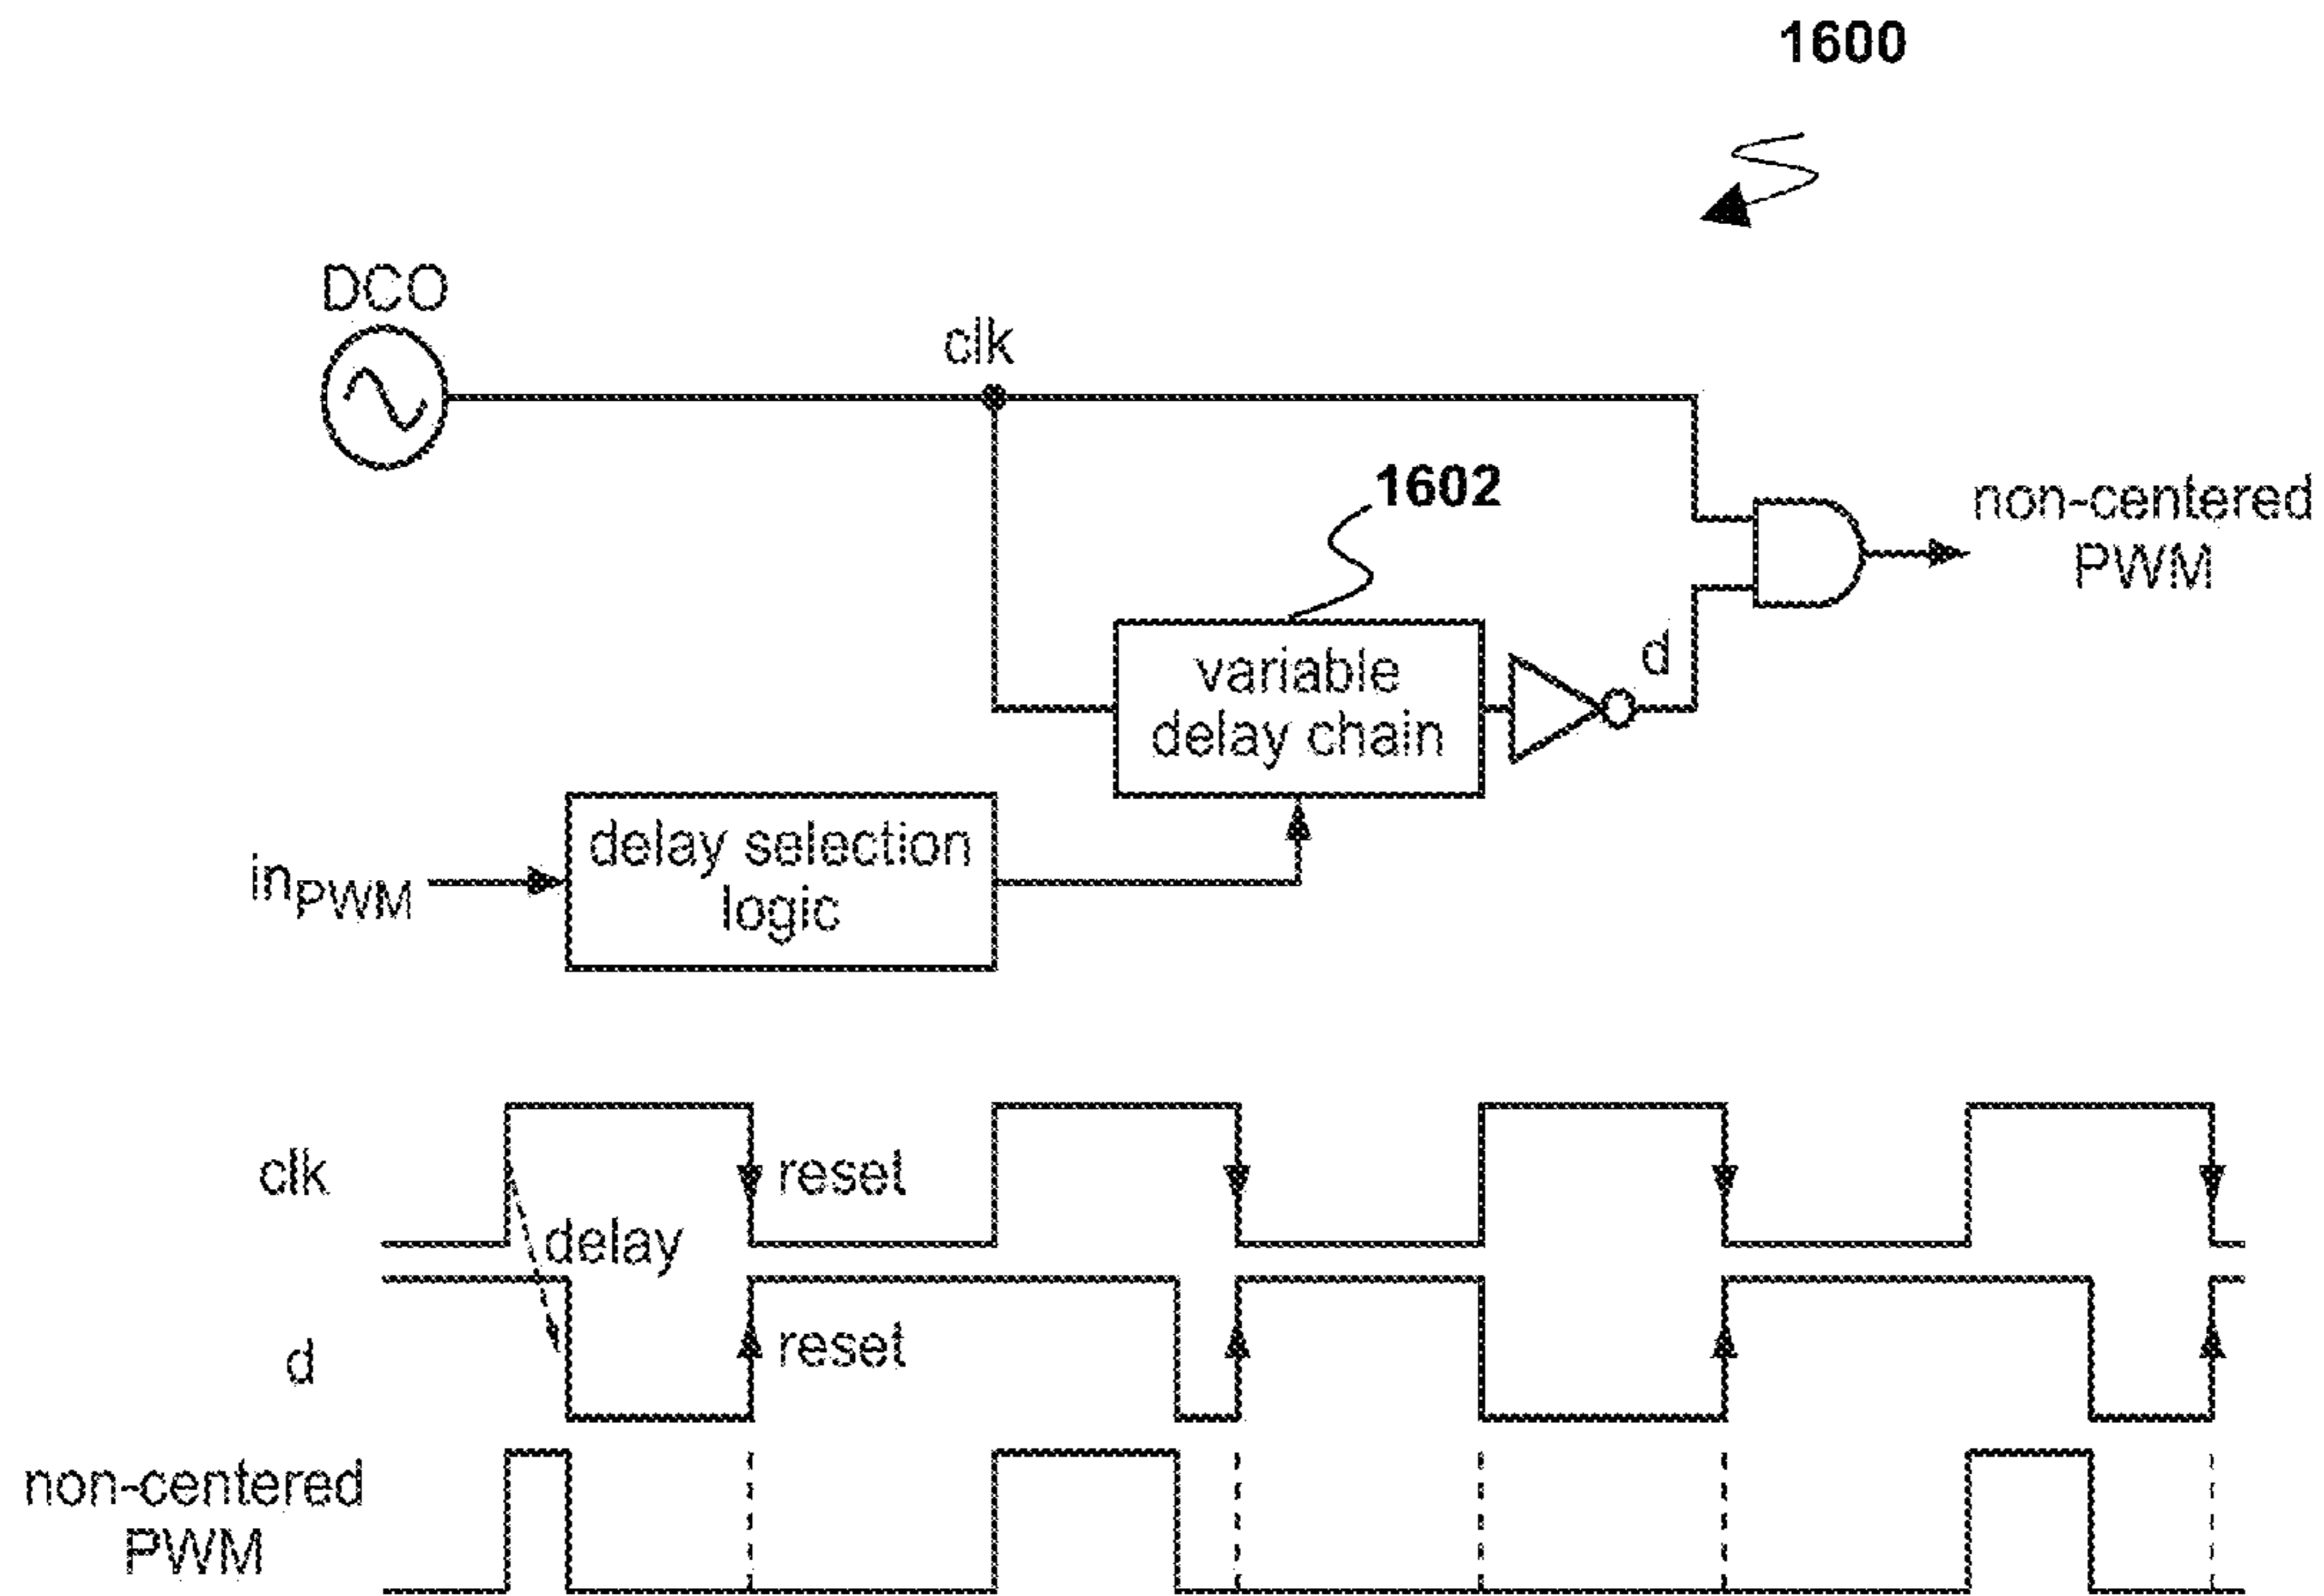 1600
DCO
clk
1602
non-centered
PWM
d
variable
delay chain
delay selection
logic
inPWM
clk
reset
delay
d
reset
non-centered
PWM